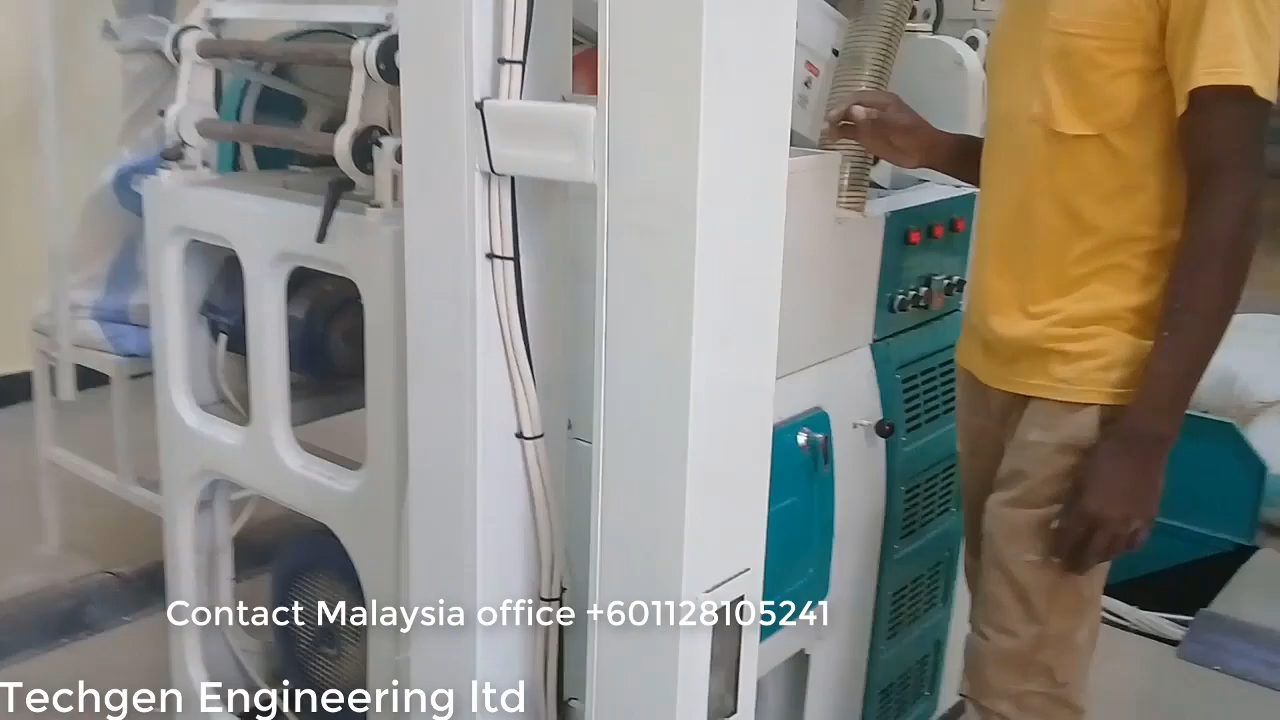 Contact Malaysia office +601128105241
Techgen Engineering ltd